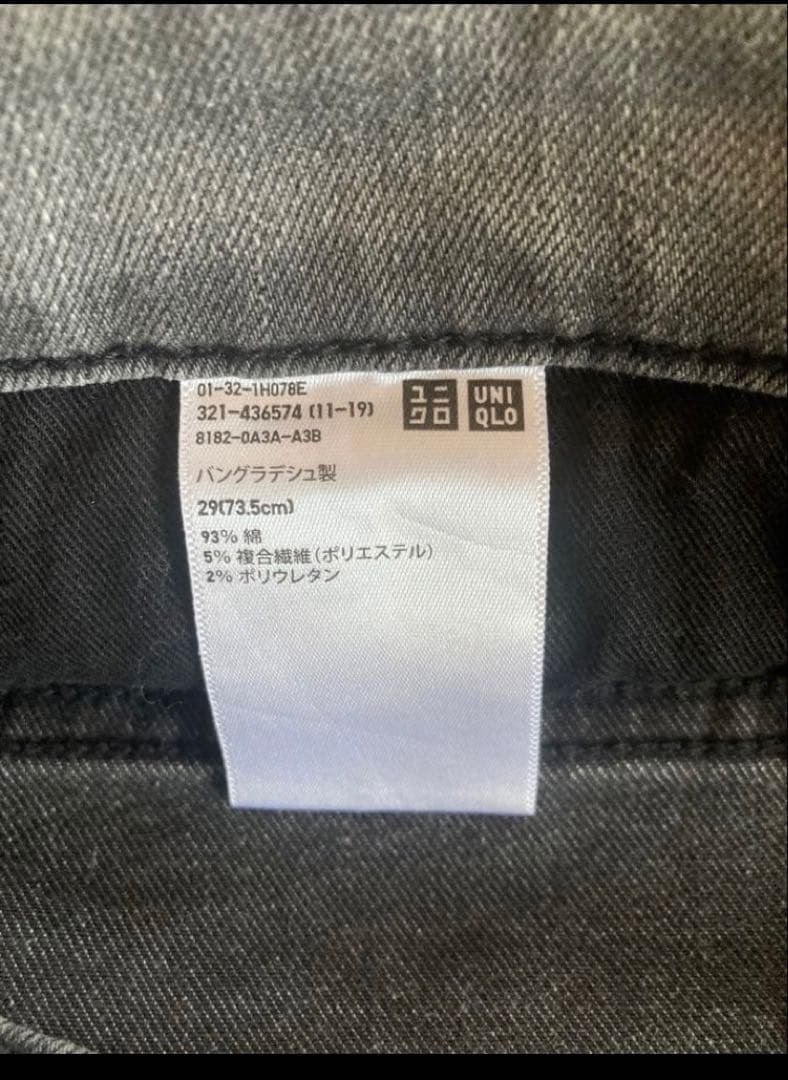 01-32-1H078E
321-436574 (11-19)
8182-0A3A-A3B
ユニクロ
UNIQLO
バングラデシュ製
29(73.5cm)
93% 綿
5% 複合繊維(ポリエステル)
2% ポリウレタン